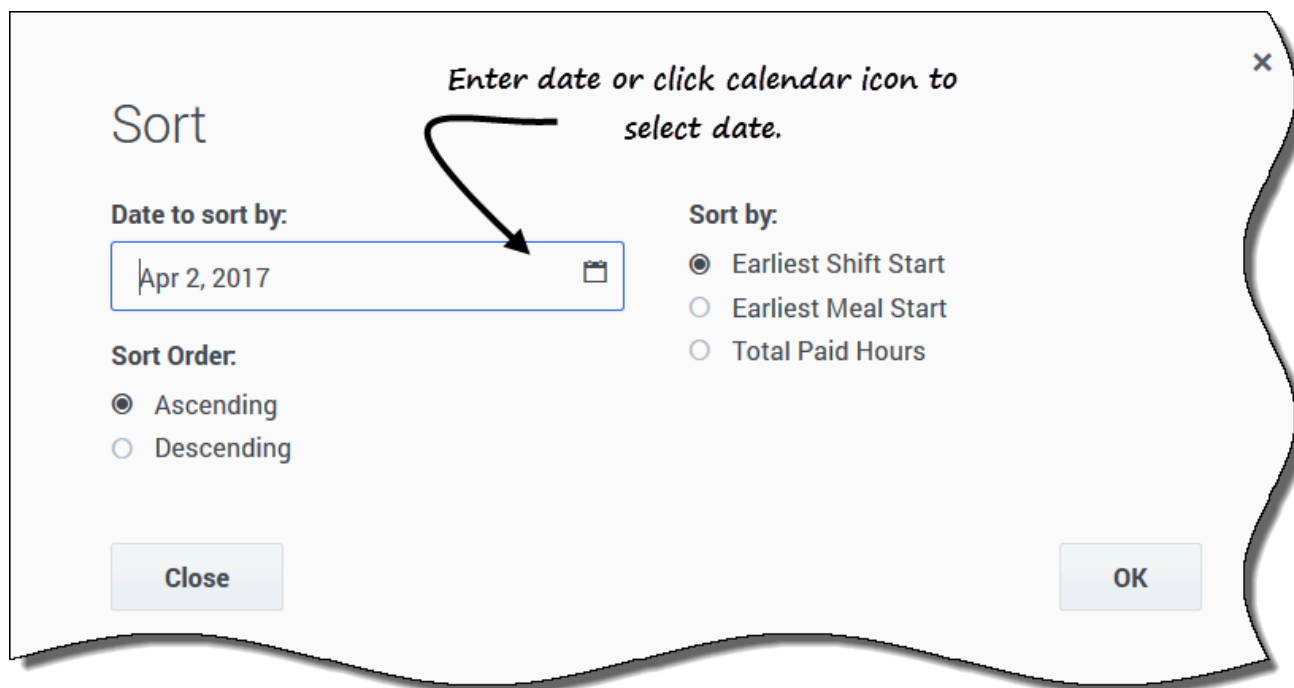 Enter date or click calendar icon to
select date.
×
Sort
Date to sort by:
Apr 2, 2017
Sort Order:
Ascending
Descending
Sort by:
Earliest Shift Start
Earliest Meal Start
Total Paid Hours
Close
OK